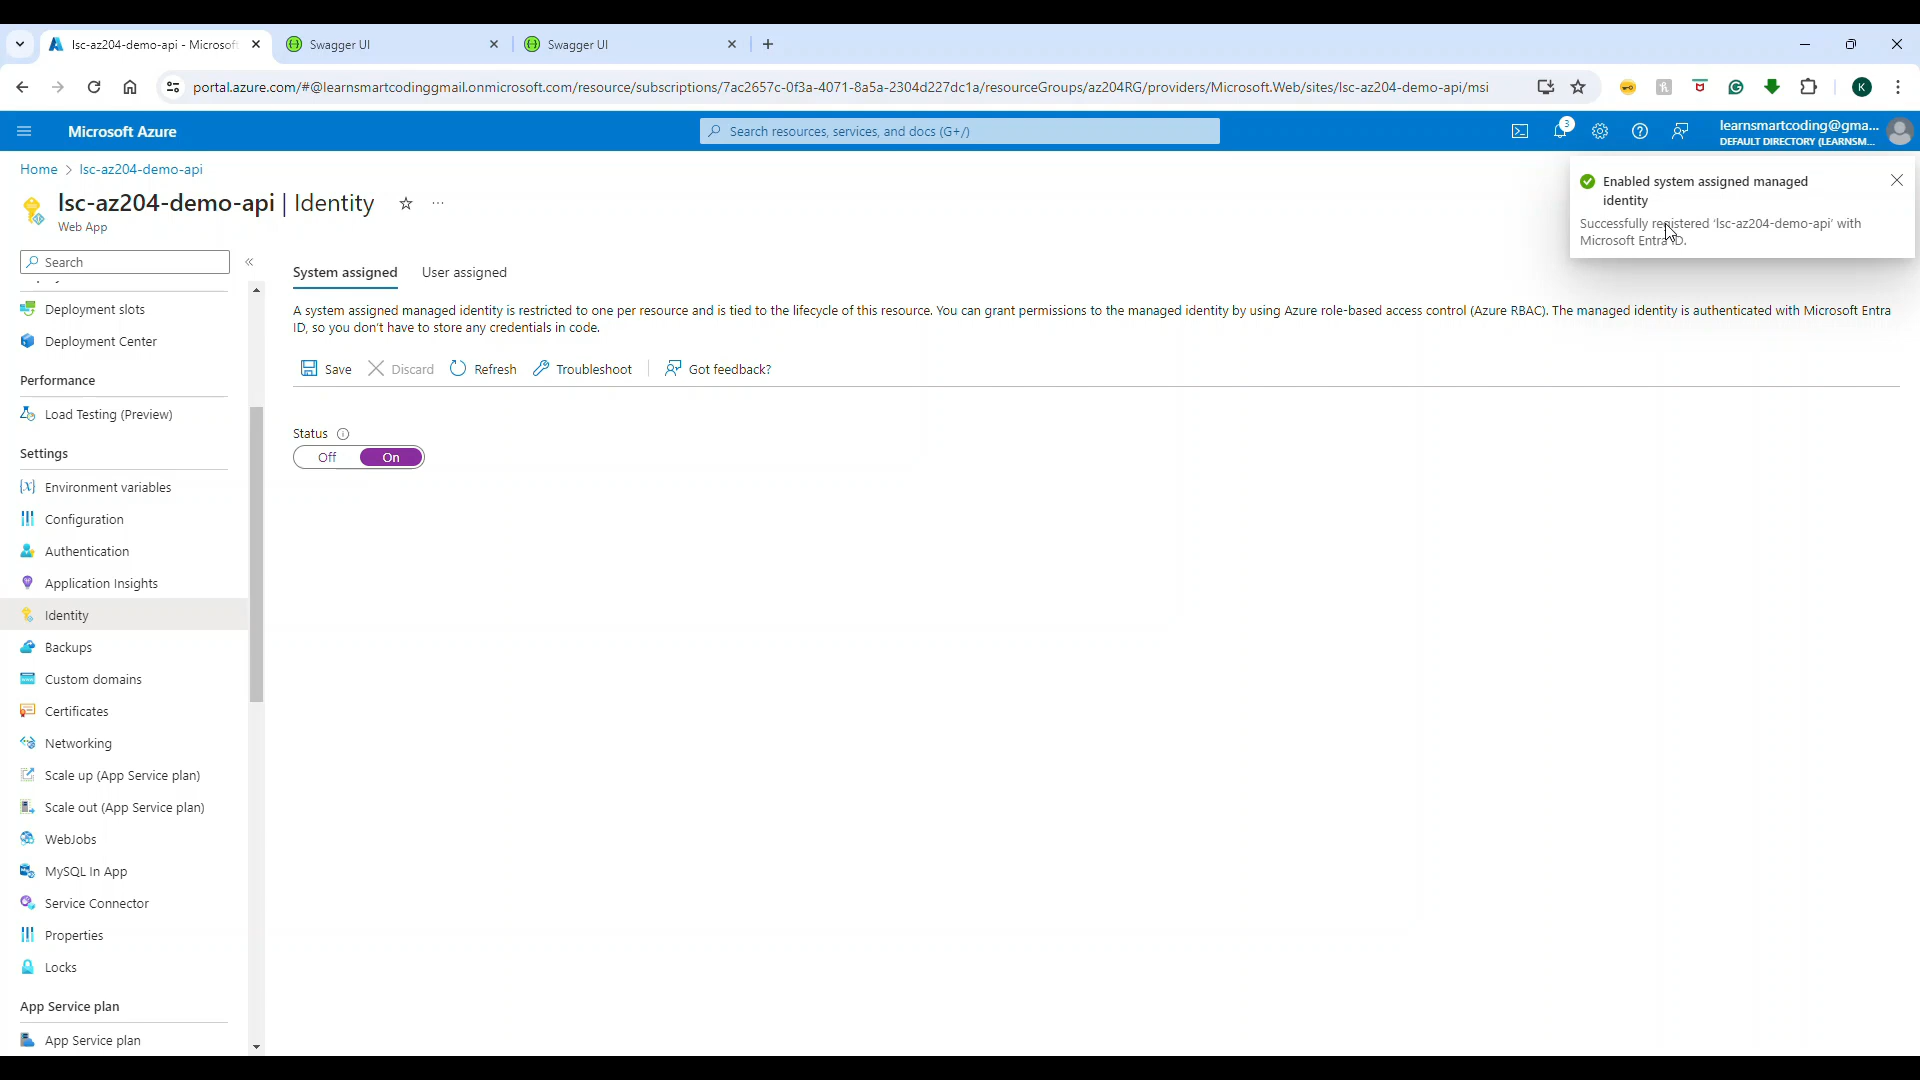 lsc-az204-demo-api - Microsoft
Swagger UI
Swagger UI
portal.azure.com/#@learnsmartcodinggmail.onmicrosoft.com/resource/subscriptions/7ac2657c-0f3a-4071-8a5a-2304d227dc1a/resourceGroups/az204RG/providers/Microsoft.Web/sites/lsc-az204-demo-api/msi
K
Microsoft Azure
Search resources, services, and docs (G+/)
3
learnsmartcoding@gma...
DEFAULT DIRECTORY (LEARNSM...
Home > lsc-az204-demo-api
lsc-az204-demo-api | Identity
Web App
Enabled system assigned managed
identity
Successfully registered 'lsc-az204-demo-api' with
Microsoft Entra ID.
Search
Deployment slots
Deployment Center
Performance
Load Testing (Preview)
Settings
Environment variables
Configuration
Authentication
Application Insights
Identity
Backups
Custom domains
Certificates
Networking
Scale up (App Service plan)
Scale out (App Service plan)
WebJobs
MySQL In App
Service Connector
Properties
Locks
App Service plan
App Service plan
System assigned User assigned
A system assigned managed identity is restricted to one per resource and is tied to the lifecycle of this resource. You can grant permissions to the managed identity by using Azure role-based access control (Azure RBAC). The managed identity is authenticated with Microsoft Entra
ID, so you don't have to store any credentials in code.
Save Discard Refresh Troubleshoot Got feedback?
Status
Off On